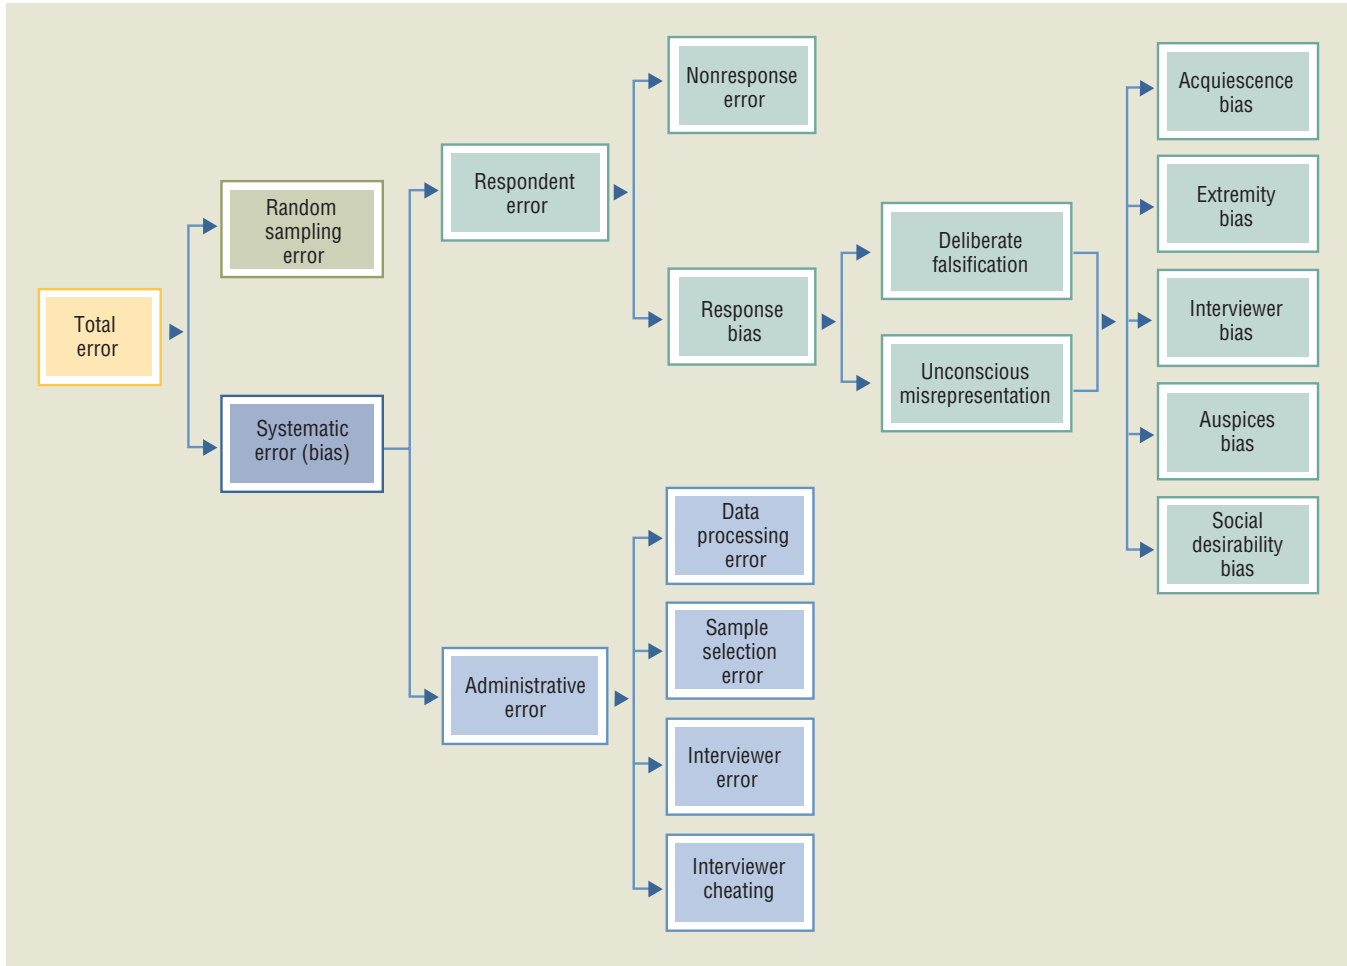 Total
error
Random
sampling
error
Systematic
error (bias)
Respondent
error
Administrative
error
Nonresponse
error
Response
bias
Data
processing
error
Sample
selection
error
Interviewer
error
Interviewer
cheating
Deliberate
falsification
Unconscious
misrepresentation
Acquiescence
bias
Extremity
bias
Interviewer
bias
Auspices
bias
Social
desirability
bias